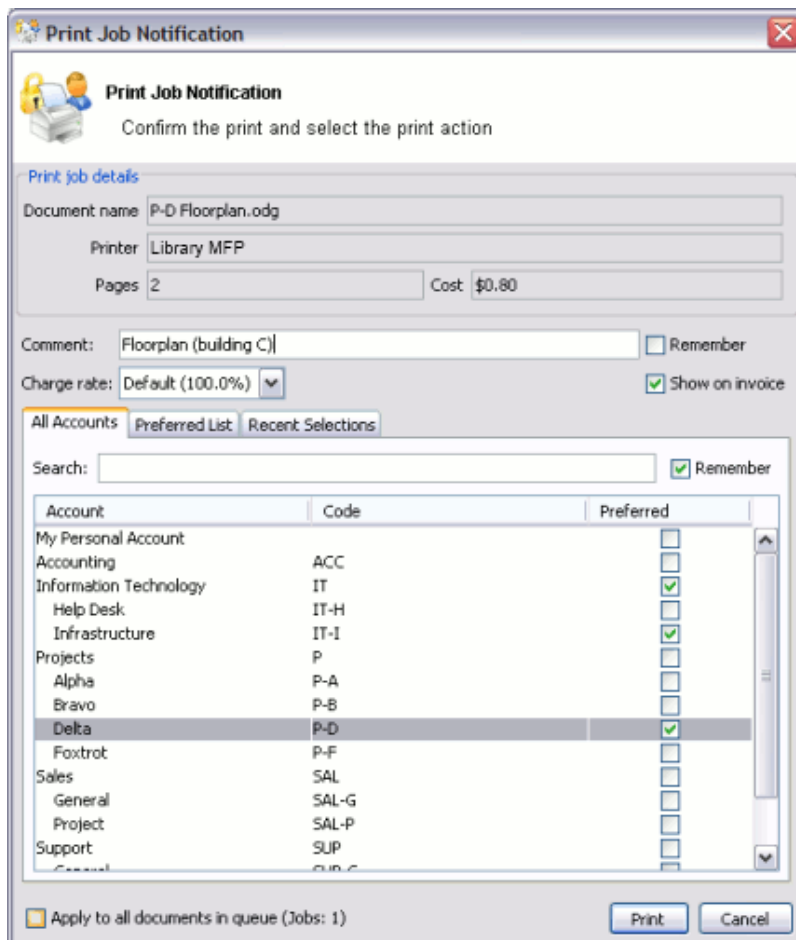 Print Job Notification
Print Job Notification
Confirm the print and select the print action
Print job details
Document name P-D Floorplan.odg
Printer Library MFP
Pages 2 Cost $0.80
Comment: Floorplan (building C) Remember
Charge rate: Default (100.0%) Show on invoice
All Accounts Preferred List Recent Selections
Search: Remember
Account Code Preferred
My Personal Account
Accounting ACC
Information Technology IT
Help Desk IT-H
Infrastructure IT-I
Projects P
Alpha P-A
Bravo P-B
Delta P-D
Foxtrot P-F
Sales SAL
General SAL-G
Project SAL-P
Support SUP
General SUP-G
Apply to all documents in queue (Jobs: 1) Print Cancel